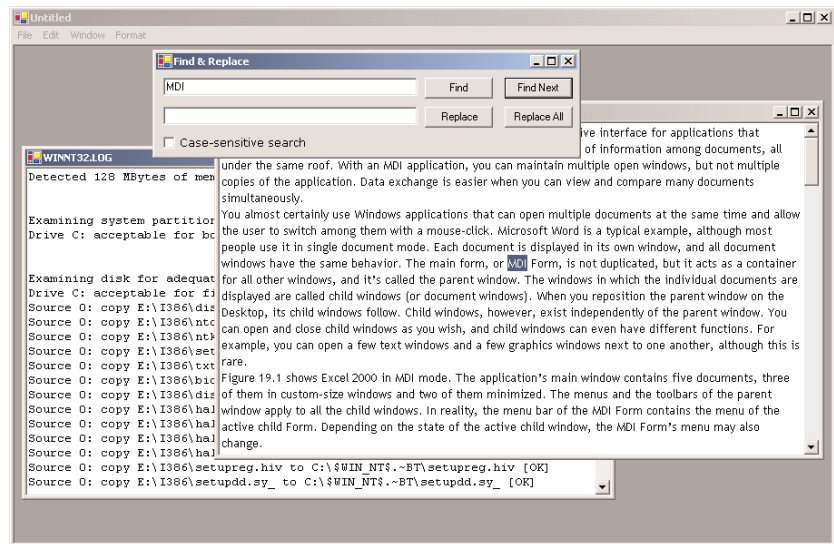 Untitled
File Edit Window Format
Find & Replace
MDI
Find
Find Next
Replace
Replace All
Case-sensitive search
ive interface for applications that
of information among documents, all
under the same roof. With an MDI application, you can maintain multiple open windows, but not multiple
copies of the application. Data exchange is easier when you can view and compare many documents
simultaneously.
You almost certainly use Windows applications that can open multiple documents at the same time and allow
the user to switch among them with a mouse-click. Microsoft Word is a typical example, although most
people use it in single document mode. Each document is displayed in its own window, and all document
windows have the same behavior. The main form, or MDI Form, is not duplicated, but it acts as a container
for all other windows, and it's called the parent window. The windows in which the individual documents are
displayed are called child windows (or document windows). When you reposition the parent window on the
Desktop, its child windows follow. Child windows, however, exist independently of the parent window. You
can open and close child windows as you wish, and child windows can even have different functions. For
example, you can open a few text windows and a few graphics windows next to one another, although this is
rare.
Figure 19.1 shows Excel 2000 in MDI mode. The application's main window contains five documents, three
of them in custom-size windows and two of them minimized. The menus and the toolbars of the parent
window apply to all the child windows. In reality, the menu bar of the MDI Form contains the menu of the
active child Form. Depending on the state of the active child window, the MDI Form's menu may also
change.
WINNT32.LOG
Detected 128 MBytes of mem
Examining system partition
Drive C: acceptable for bo
Examining disk for adequat
Drive C: acceptable for fi
Source 0: copy E:\I386\dis
Source 0: copy E:\I386\ntd
Source 0: copy E:\I386\ntk
Source 0: copy E:\I386\set
Source 0: copy E:\I386\txt
Source 0: copy E:\I386\bio
Source 0: copy E:\I386\dis
Source 0: copy E:\I386\hal
Source 0: copy E:\I386\hal
Source 0: copy E:\I386\hal
Source 0: copy E:\I386\hal
Source 0: copy E:\I386\setupreg.hiv to C:\$WIN_NT$.~BT\setupreg.hiv [OK]
Source 0: copy E:\I386\setupdd.sy_ to C:\$WIN_NT$.~BT\setupdd.sy_ [OK]